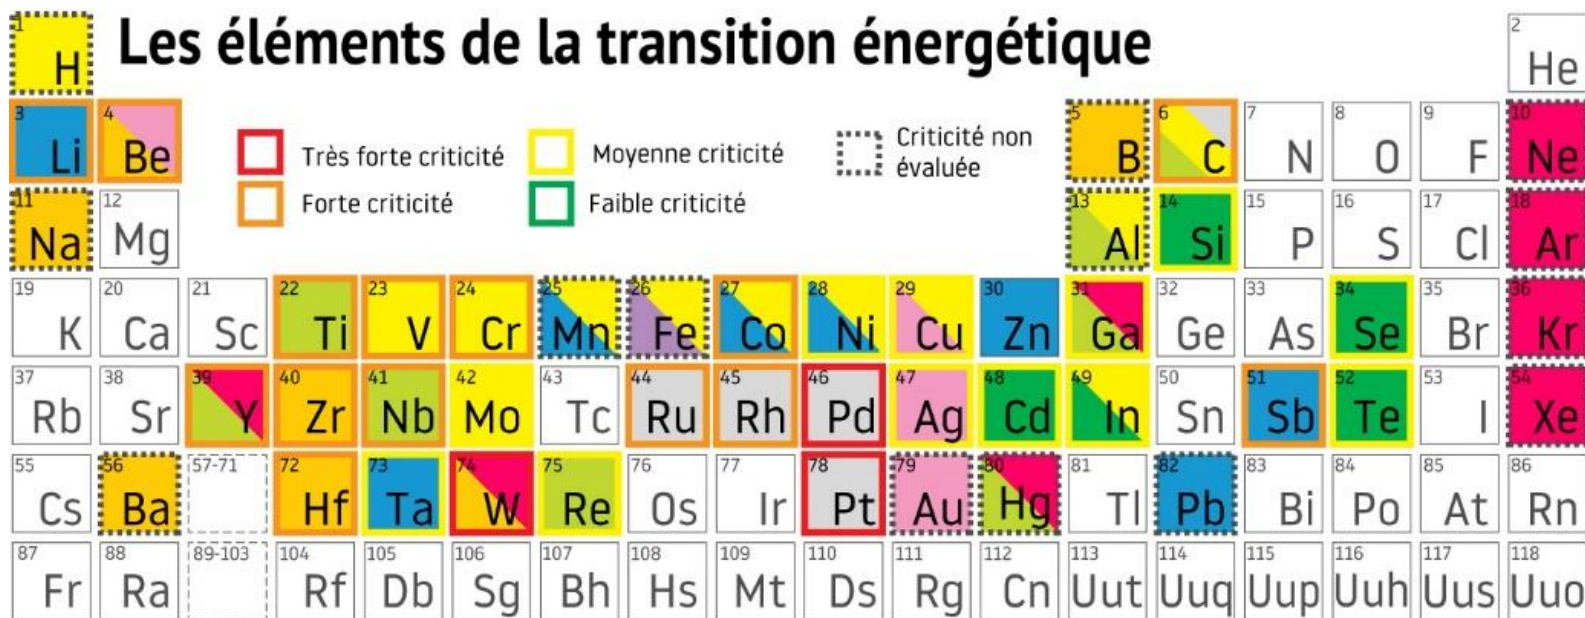 Les éléments de la transition énergétique
1 H
2 He
3 Li
4 Be
Très forte criticité
Moyenne criticité
Criticité non
évaluée
Forte criticité
Faible criticité
5 B
6 C
7 N
8 O
9 F
10 Ne
11 Na
12 Mg
13 Al
14 Si
15 P
16 S
17 Cl
18 Ar
19 K
20 Ca
21 Sc
22 Ti
23 V
24 Cr
25 Mn
26 Fe
27 Co
28 Ni
29 Cu
30 Zn
31 Ga
32 Ge
33 As
34 Se
35 Br
36 Kr
37 Rb
38 Sr
39 Y
40 Zr
41 Nb
42 Mo
43 Tc
44 Ru
45 Rh
46 Pd
47 Ag
48 Cd
49 In
50 Sn
51 Sb
52 Te
53 I
54 Xe
55 Cs
56 Ba
57-71
72 Hf
73 Ta
74 W
75 Re
76 Os
77 Ir
78 Pt
79 Au
80 Hg
81 Tl
82 Pb
83 Bi
84 Po
85 At
86 Rn
87 Fr
88 Ra
89-103
104 Rf
105 Db
106 Sg
107 Bh
108 Hs
109 Mt
110 Ds
111 Rg
112 Cn
113 Uut
114 Uuq
115 Uup
116 Uuh
117 Uus
118 Uuo